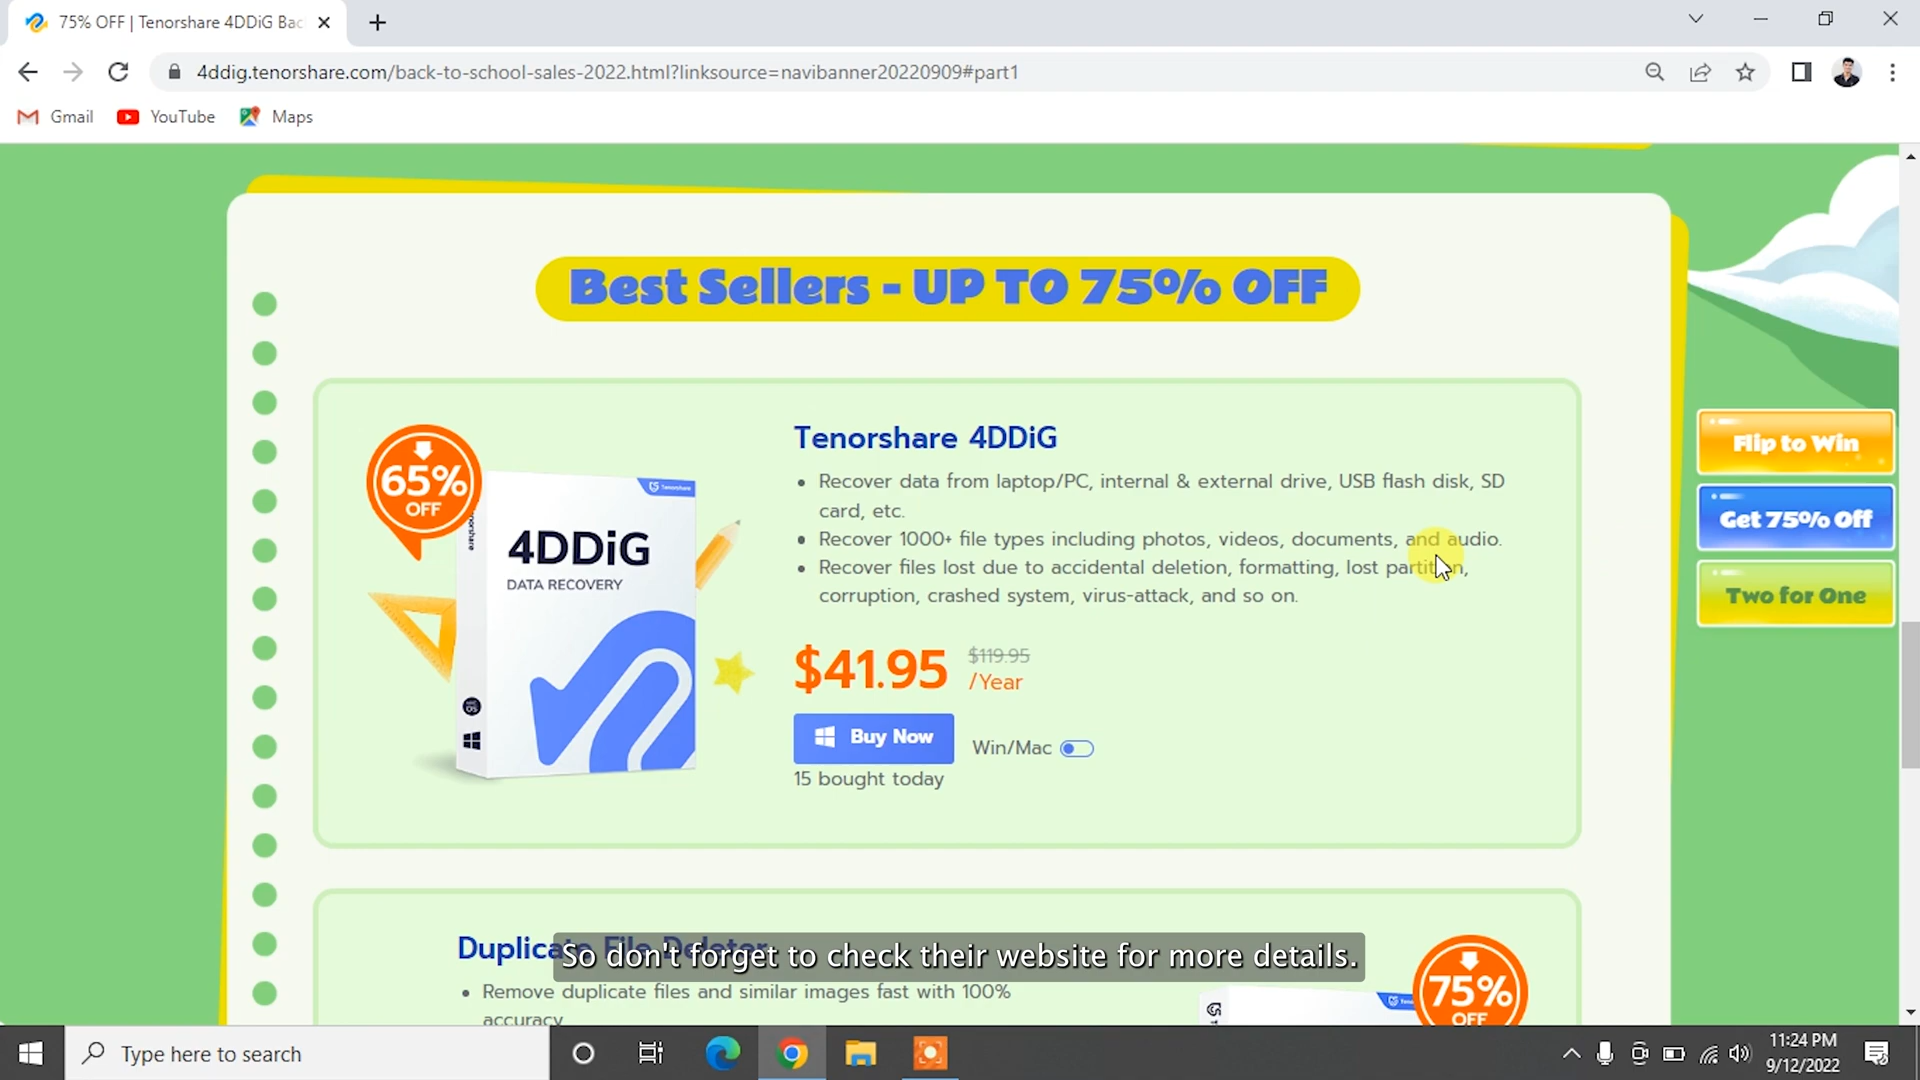 75% OFF | Tenorshare 4DDiG Bac
4ddig.tenorshare.com/back-to-school-sales-2022.html?linksource=navibanner20220909#part1
Gmail
YouTube
Maps
Best Sellers - UP TO 75% OFF
65%
OFF
Tenorshare
4DDiG
DATA RECOVERY
Tenorshare 4DDiG
• Recover data from laptop/PC, internal & external drive, USB flash disk, SD
card, etc.
• Recover 1000+ file types including photos, videos, documents, and audio.
• Recover files lost due to accidental deletion, formatting, lost partition,
corruption, crashed system, virus-attack, and so on.
$41.95
$119.95
/Year
Buy Now
Win/Mac
15 bought today
Flip to Win
Get 75% Off
Two for One
Duplicate File Deleter
So don't forget to check their website for more details.
• Remove duplicate files and similar images fast with 100%
accuracy
75%
OFF
Type here to search
11:24 PM
9/12/2022